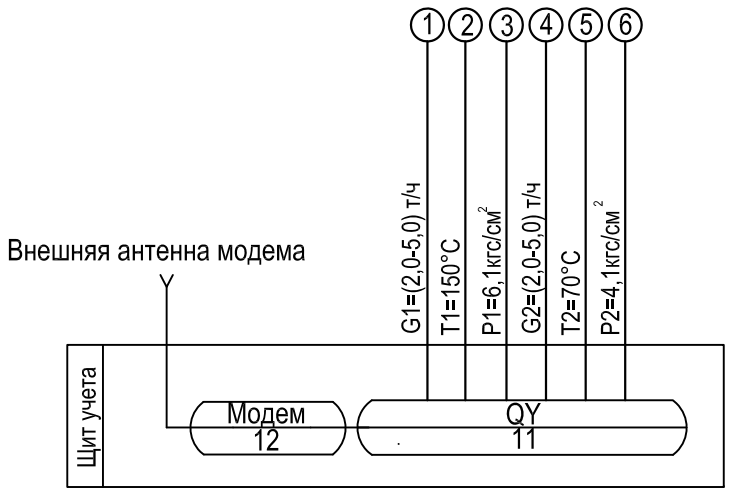 1 2 3 4 5 6
G1=(2,0-5,0) т/ч
T1=150°C
P1=6,1кгс/см²
G2=(2,0-5,0) т/ч
T2=70°C
P2=4,1кгс/см²
Внешняя антенна модема
Щит учета
Модем
12
QY
11